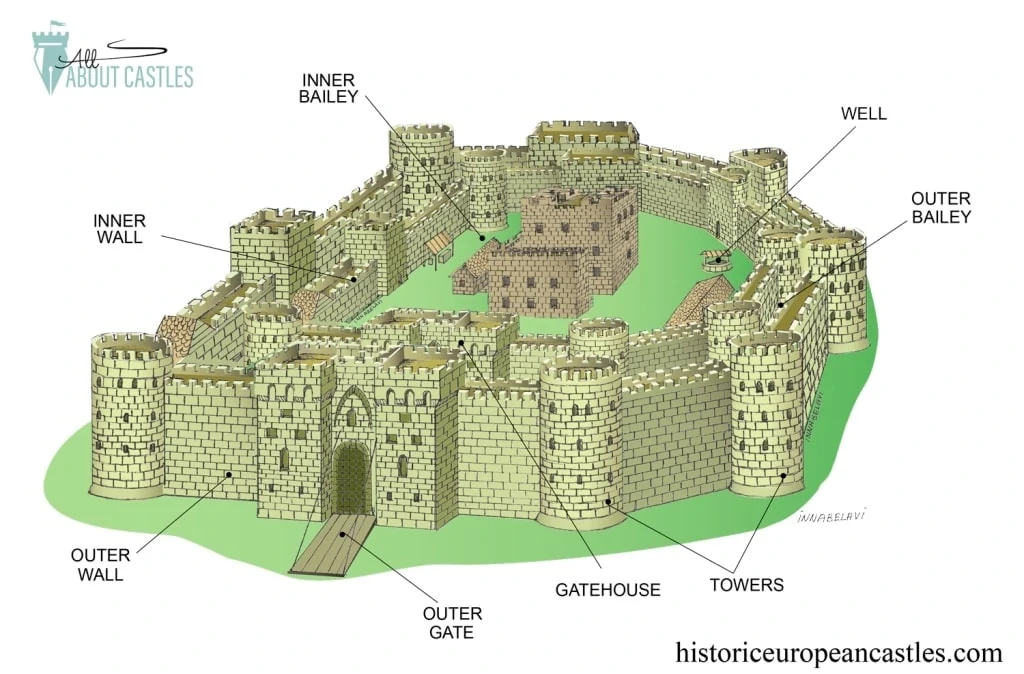 All
ABOUT CASTLES
INNER
BAILEY
WELL
OUTER
BAILEY
INNER
WALL
OUTER
WALL
OUTER
GATE
GATEHOUSE
TOWERS
INNABELAVI
INNABELAVI
historiceuropeancastles.com